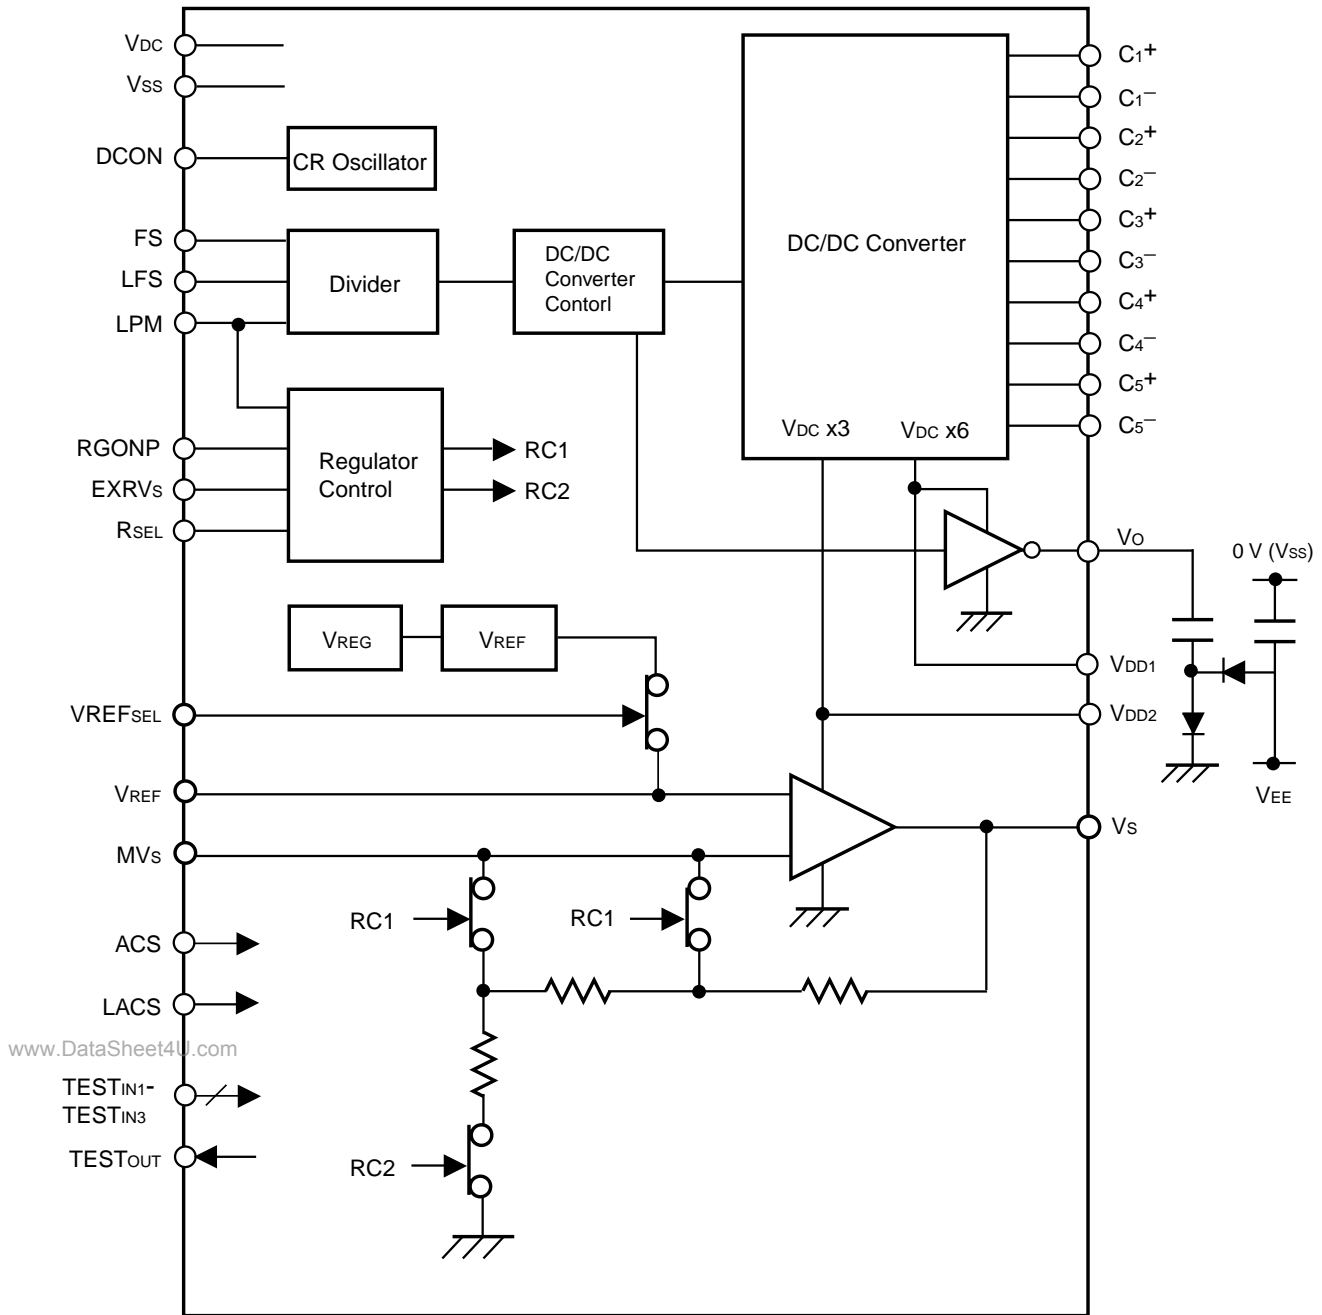 VDC
VSS
DCON
FS
LFS
LPM
RGONP
EXRVs
RSEL
VREFSEL
VREF
MVs
ACS
LACS
www.DataSheet4U.com
TESTIN1-
TESTIN3
TESTOUT
CR Oscillator
Divider
DC/DC
Converter
Contorl
DC/DC Converter
VDC x3
VDC x6
Regulator
Control
RC1
RC2
VREG
VREF
RC1
RC1
RC2
C1+
C1–
C2+
C2–
C3+
C3–
C4+
C4–
C5+
C5–
VO
0 V (VSS)
VDD1
VDD2
VEE
VS